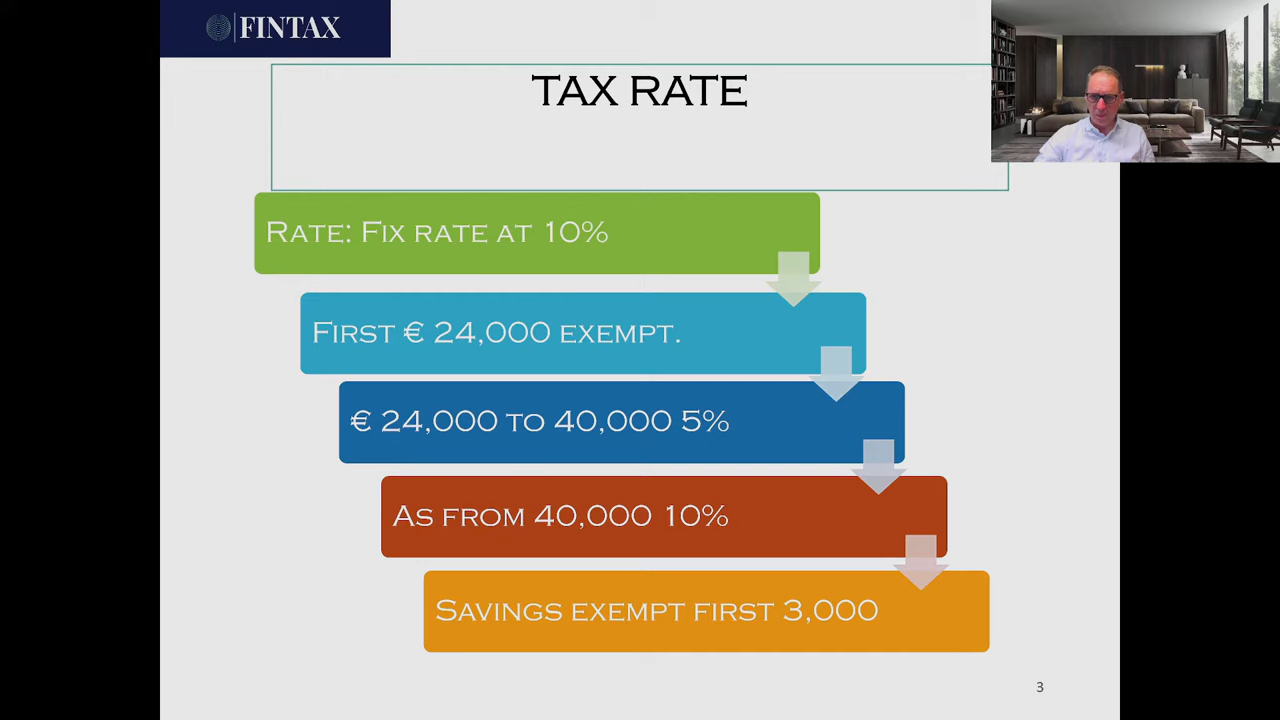 FINTAX
TAX RATE
RATE: FIX RATE AT 10%
FIRST € 24,000 EXEMPT.
€ 24,000 TO 40,000 5%
AS FROM 40,000 10%
SAVINGS EXEMPT FIRST 3,000
3